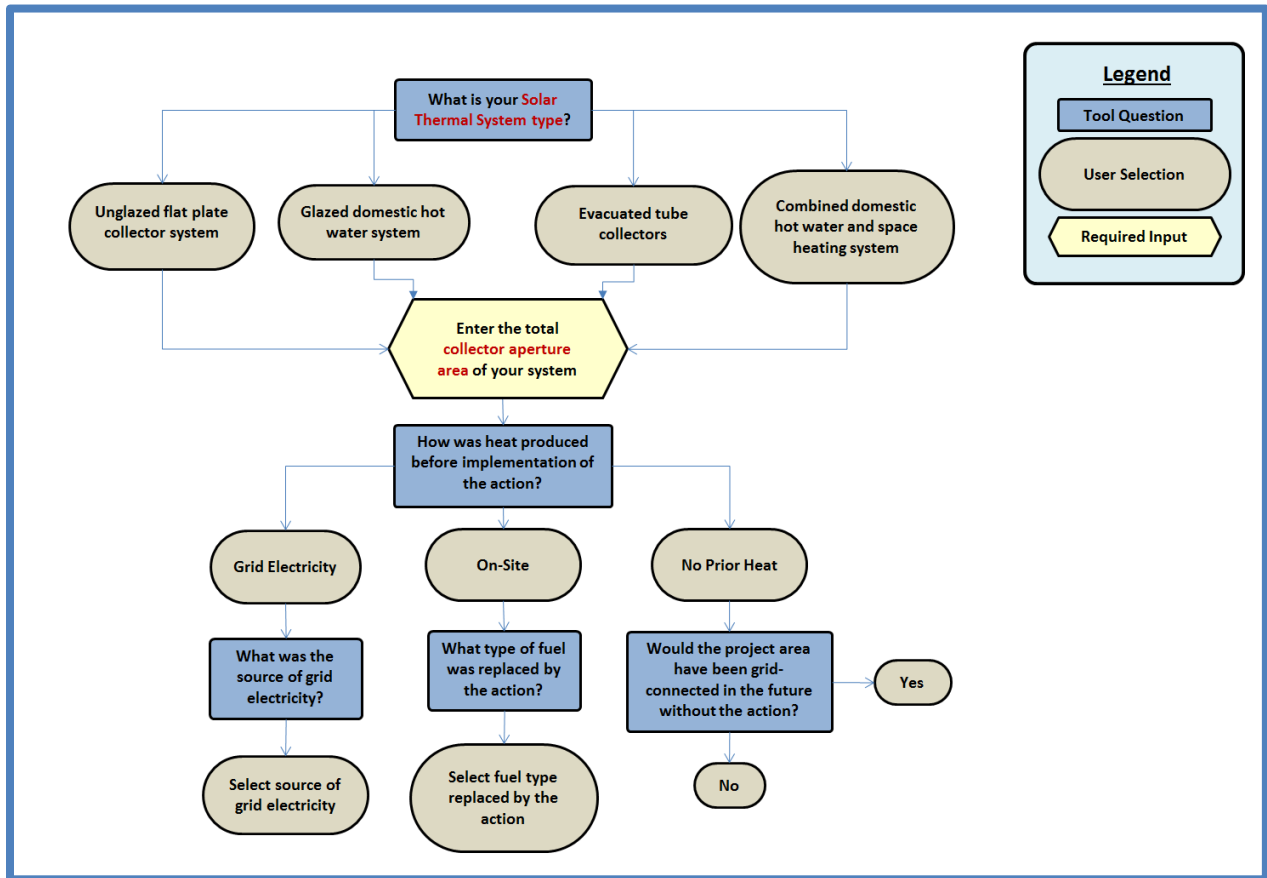 What is your Solar
Thermal System type?
Unglazed flat plate
collector system
Glazed domestic hot
water system
Evacuated tube
collectors
Combined domestic
hot water and space
heating system
Legend
Tool Question
User Selection
Required Input
Enter the total
collector aperture
area of your system
How was heat produced
before implementation of
the action?
Grid Electricity
On-Site
No Prior Heat
What was the
source of grid
electricity?
What type of fuel
was replaced by
the action?
Would the project area
have been grid-
connected in the future
without the action?
Yes
Select source of
grid electricity
Select fuel type
replaced by the
action
No